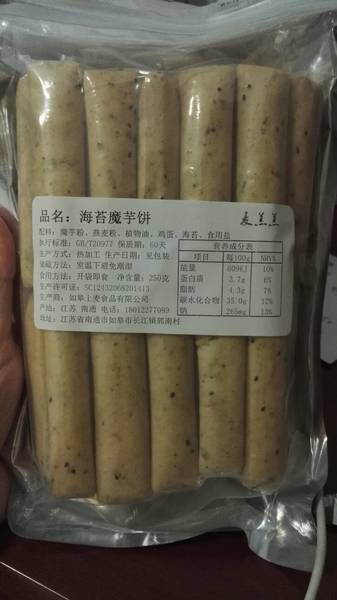 品名：海苔魔芋饼
麦羔羔
配料：魔芋粉、燕麦粉、植物油、鸡蛋、海苔、食用盐
执行标准：GB/T20977 保质期：60天
生产方式：热加工 生产日期：见包装
储藏方法：室温下避免潮湿
食用方法：开袋即食 净含量：250克
生产许可证：SC12432068201413
生产商：如皋上麦食品有限公司
产地：江苏 南通 电话：18012277089
地址：江苏省南通市如皋市长江镇郭南村
营养成分表
项目 每100g NRV%
能量 809KJ 10%
蛋白质 3.7g 6%
脂肪 4.3g 7%
碳水化合物 35.0g 12%
钠 265mg 13%